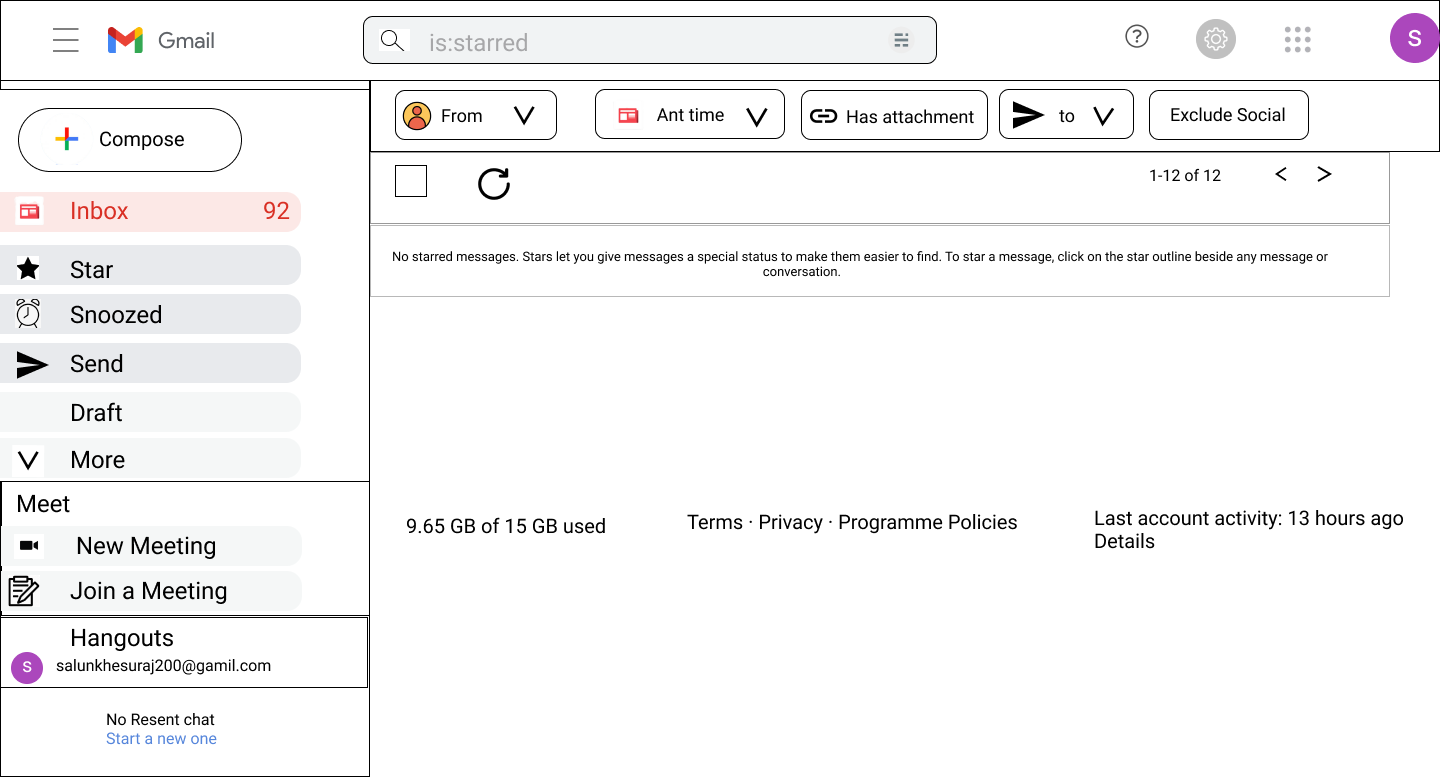 Gmail
is:starred
S
Compose
From
Ant time
Has attachment
to
Exclude Social
1-12 of 12
Inbox 92
Star
Snoozed
Send
Draft
More
No starred messages. Stars let you give messages a special status to make them easier to find. To star a message, click on the star outline beside any message or
conversation.
Meet
New Meeting
Join a Meeting
9.65 GB of 15 GB used
Terms · Privacy · Programme Policies
Last account activity: 13 hours ago
Details
Hangouts
S
salunkhesuraj200@gamil.com
No Resent chat
Start a new one